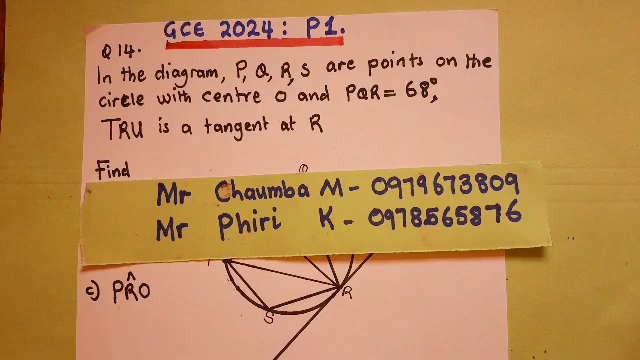 GCE 2024: P1.
Q14.
In the diagram, P, Q, R, S are points on the
circle with centre O and PQR = 68°,
TRU is a tangent at R
Find
Q
Mr Chaumba M - 0979673809
Mr Phiri K - 0978565876
c) PR̂O
S
R